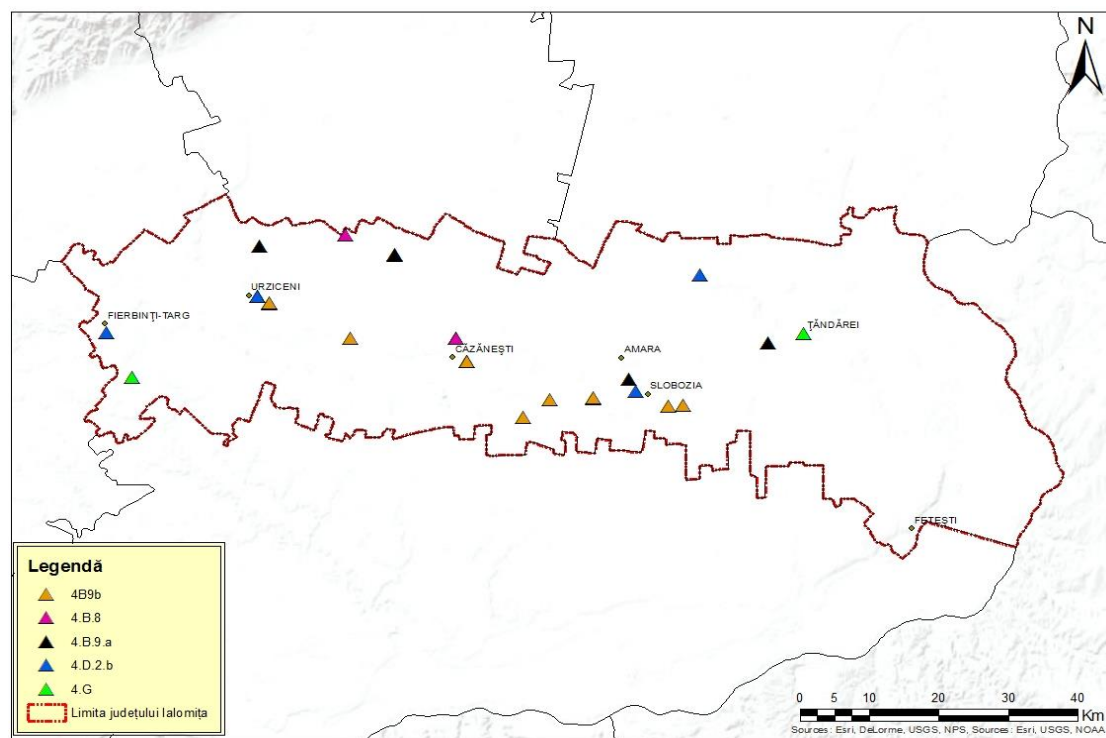 N
URZICENI
FIERBINȚI-TARG
ȚĂNDĂREI
CĂZĂNEȘTI
AMARA
SLOBOZIA
FETEȘTI
Legendă
4B9b
4.B.8
4.B.9.a
4.D.2.b
4.G
Limita județului Ialomița
0 5 10 20 30 40
Km
Sources: Esri, DeLorme, USGS, NPS, Sources: Esri, USGS, NOAA